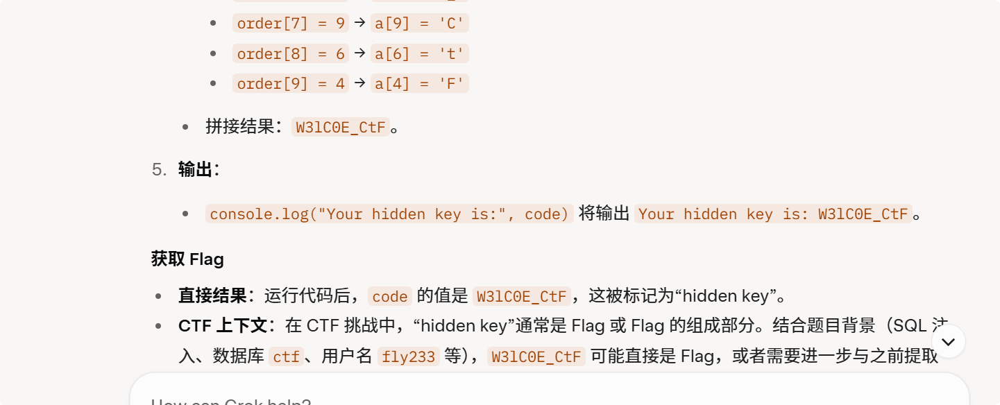 order[7] = 9 → a[9] = 'C'
order[8] = 6 → a[6] = 't'
order[9] = 4 → a[4] = 'F'
拼接结果：W3lC0E_CtF。
5. 输出：
console.log("Your hidden key is:", code) 将输出 Your hidden key is: W3lC0E_CtF。
获取 Flag
直接结果：运行代码后，code 的值是 W3lC0E_CtF，这被标记为“hidden key”。
CTF 上下文：在 CTF 挑战中，“hidden key”通常是 Flag 或 Flag 的组成部分。结合题目背景（SQL 注
入、数据库 ctf、用户名 fly233 等），W3lC0E_CtF 可能直接是 Flag，或者需要进一步与之前提取
How can Grok help?